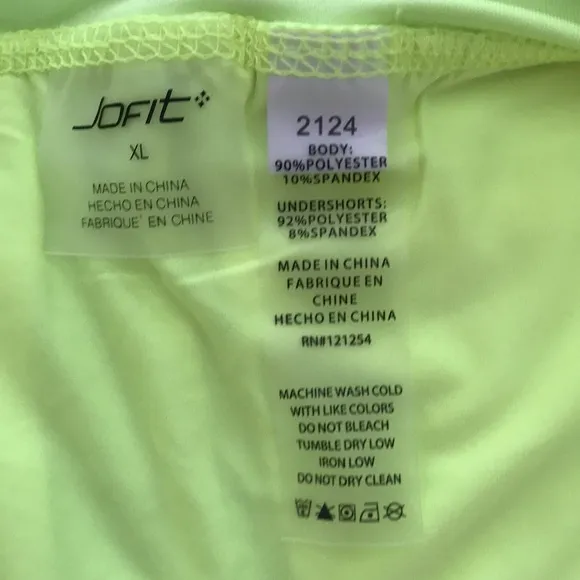 JOFIT
XL
MADE IN CHINA
HECHO EN CHINA
FABRIQUE' EN CHINE
2124
BODY:
90%POLYESTER
10%SPANDEX
UNDERSHORTS:
92%POLYESTER
8%SPANDEX
MADE IN CHINA
FABRIQUE EN
CHINE
HECHO EN CHINA
RN#121254
MACHINE WASH COLD
WITH LIKE COLORS
DO NOT BLEACH
TUMBLE DRY LOW
IRON LOW
DO NOT DRY CLEAN